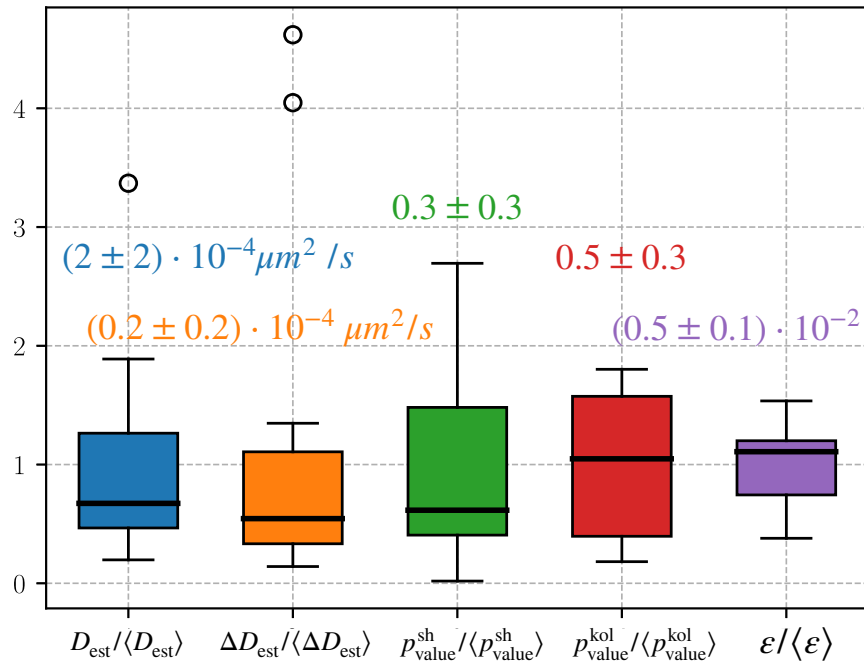 4
3
2
1
0
0.3 ± 0.3
(2 ± 2) · 10⁻⁴μm² /s
0.5 ± 0.3
(0.2 ± 0.2) · 10⁻⁴ μm²/s
(0.5 ± 0.1) · 10⁻²
D_est/⟨D_est⟩
ΔD_est/⟨ΔD_est⟩
p^sh_value/⟨p^sh_value⟩
p^kol_value/⟨p^kol_value⟩
ε/⟨ε⟩